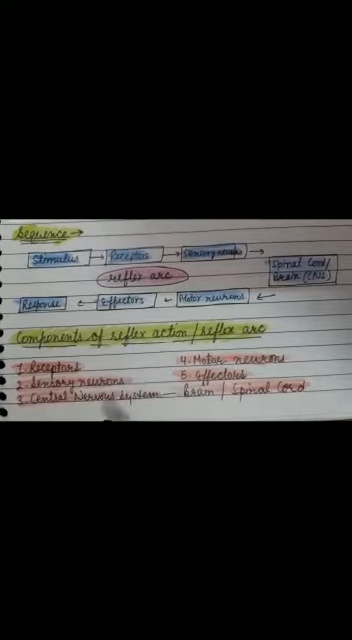 Sequence →
Stimulus → Receptors → Sensory neurons →
Spinal Cord/
Brain (CNS)
reflex arc
Response ← Effectors ← Motor neurons ←
Components of reflex action/reflex arc
1. Receptors 4. Motor neurons
2. Sensory neurons 5. Effectors
3. Central Nervous System — Brain / Spinal Cord